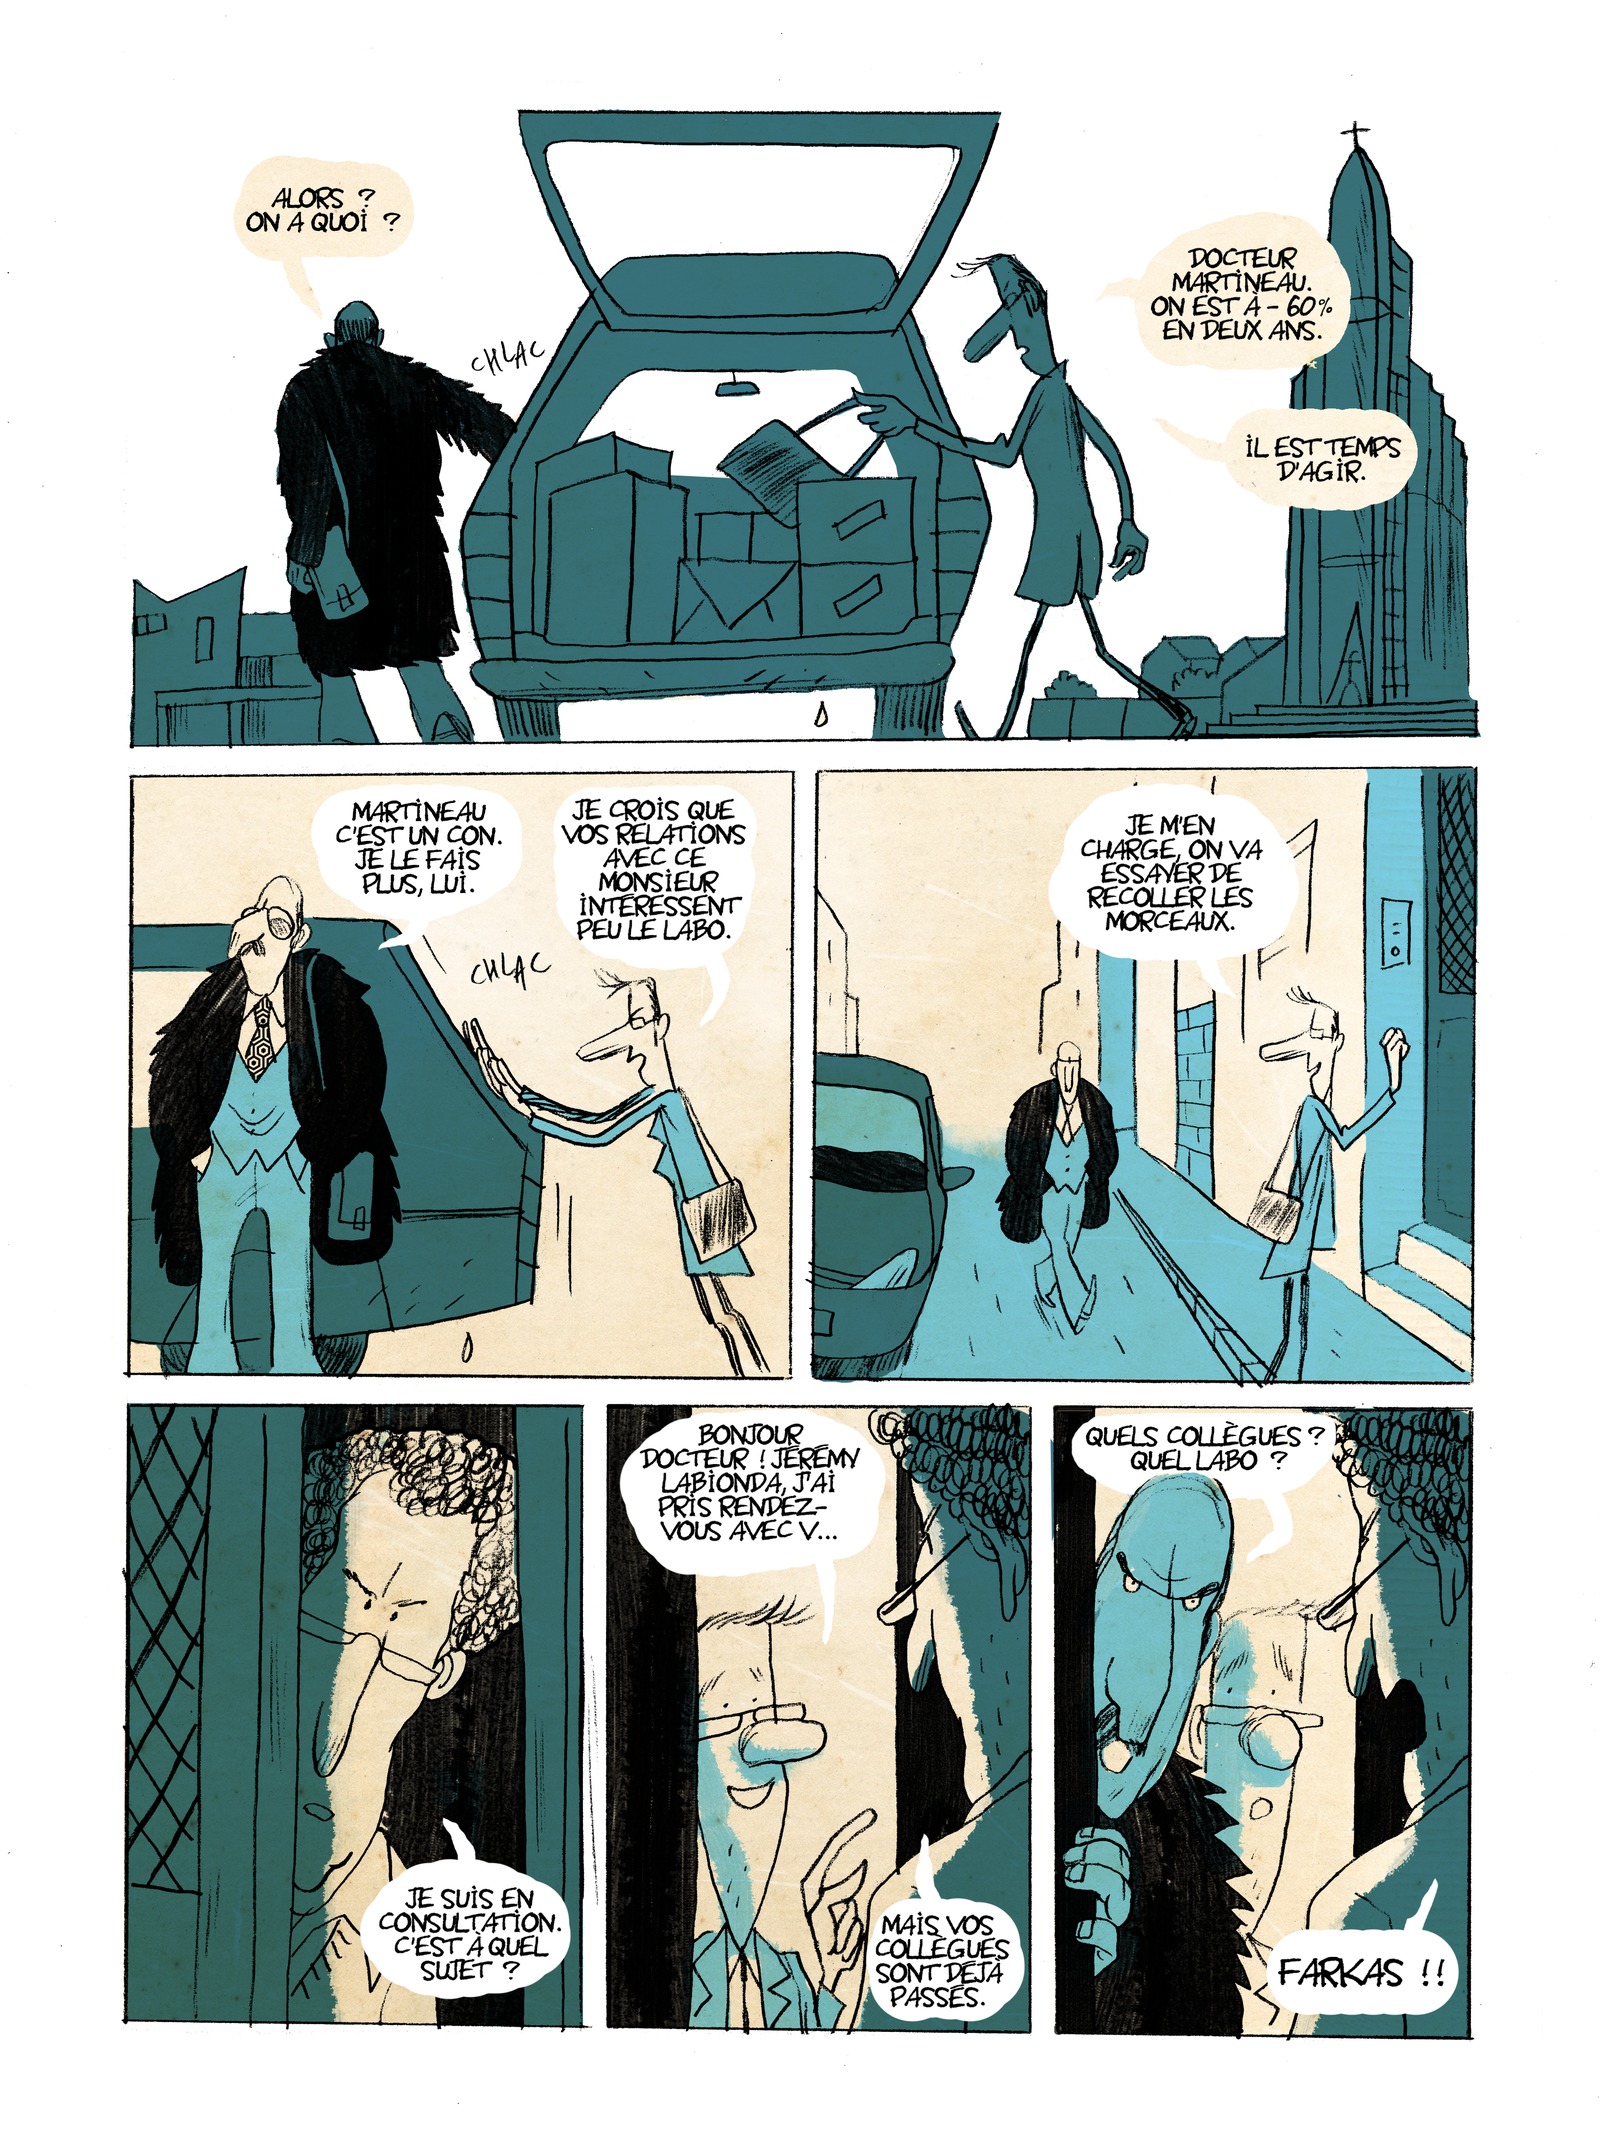 ALORS ?
ON A QUOI ?
CHLAC
DOCTEUR
MARTINEAU.
ON EST À - 60%
EN DEUX ANS.
IL EST TEMPS
D'AGIR.
MARTINEAU
C'EST UN CON.
JE LE FAIS
PLUS, LUI.
JE CROIS QUE
VOS RELATIONS
AVEC CE
MONSIEUR
INTÉRESSENT
PEU LE LABO.
CHLAC
JE M'EN
CHARGE, ON VA
ESSAYER DE
RECOLLER LES
MORCEAUX.
JE SUIS EN
CONSULTATION.
C'EST À QUEL
SUJET ?
BONJOUR
DOCTEUR ! JÉRÉMY
LABIONDA, J'AI
PRIS RENDEZ-
VOUS AVEC V...
MAIS VOS
COLLÈGUES
SONT DÉJÀ
PASSÉS.
QUELS COLLÈGUES ?
QUEL LABO ?
FARKAS !!